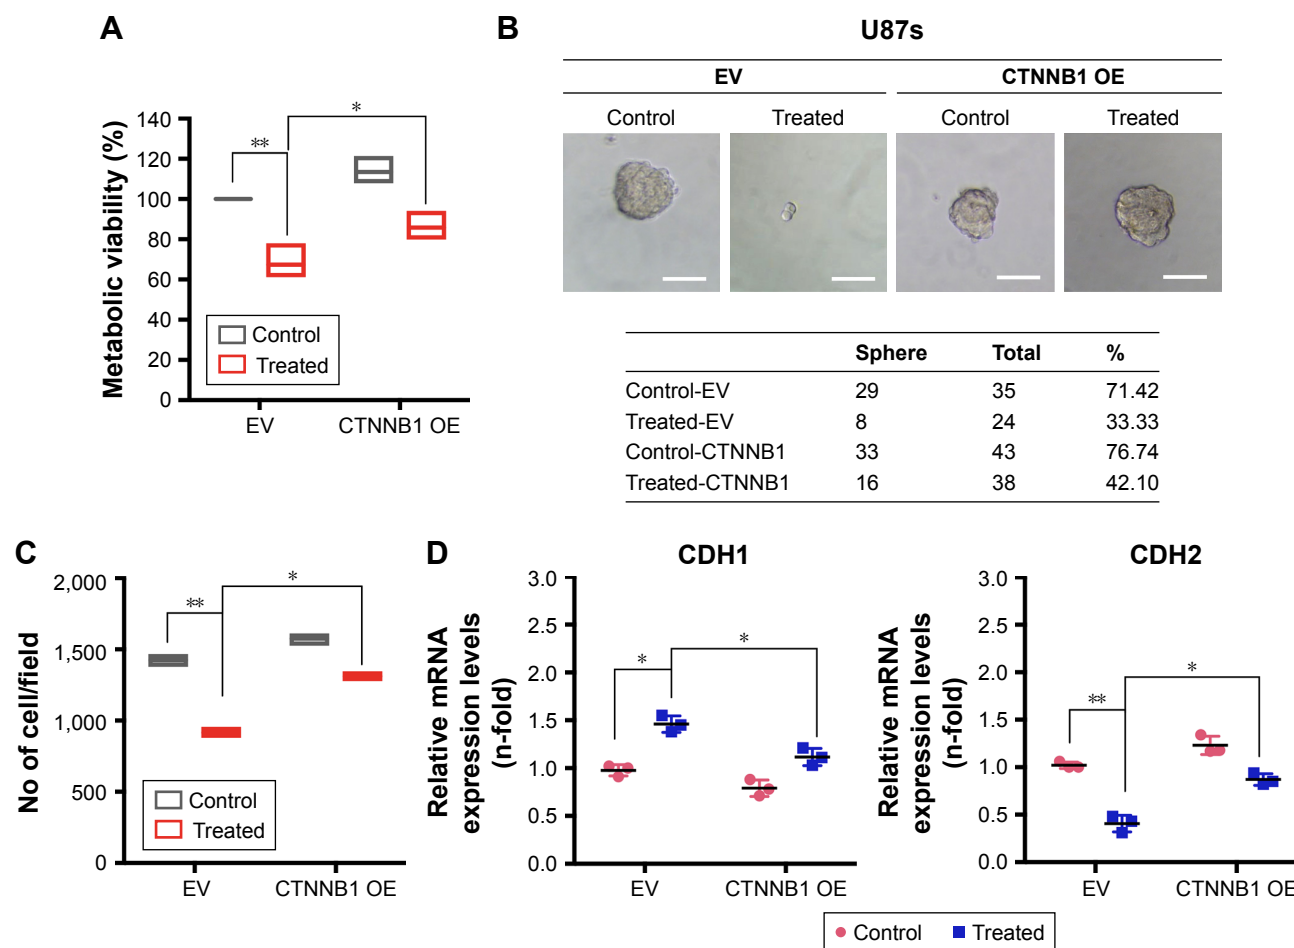 A
Metabolic viability (%)
140
120
100
80
60
40
20
0
**
*
Control
Treated
EV CTNNB1 OE
B
U87s
EV CTNNB1 OE
Control Treated Control Treated
Sphere Total %
Control-EV 29 35 71.42
Treated-EV 8 24 33.33
Control-CTNNB1 33 43 76.74
Treated-CTNNB1 16 38 42.10
C
No of cell/field
2,000
1,500
1,000
500
0
**
*
Control
Treated
EV CTNNB1 OE
D
CDH1
Relative mRNA
expression levels
(n-fold)
3.0
2.5
2.0
1.5
1.0
0.5
0.0
*
*
EV CTNNB1 OE
CDH2
Relative mRNA
expression levels
(n-fold)
3.0
2.5
2.0
1.5
1.0
0.5
0.0
**
*
EV CTNNB1 OE
Control Treated